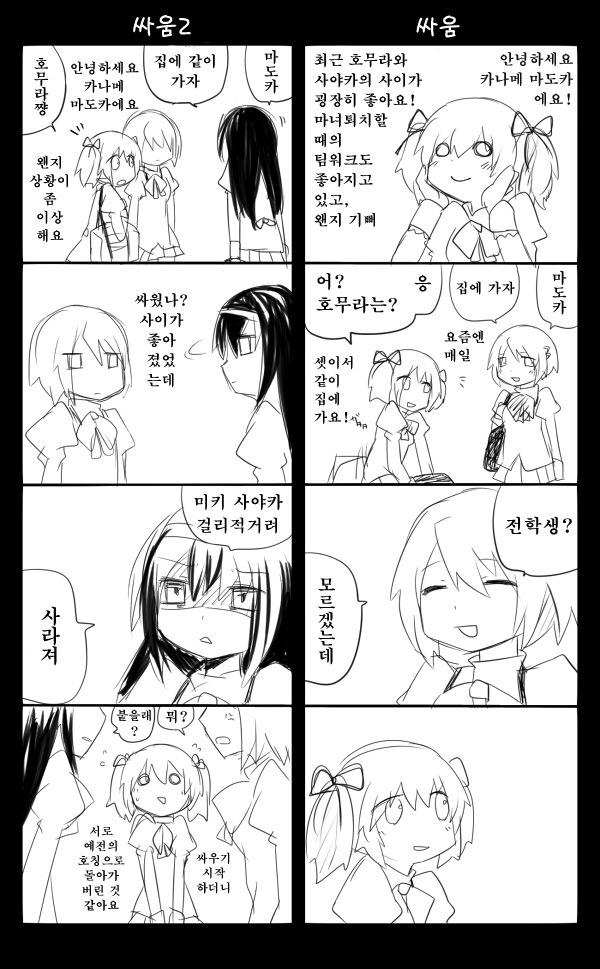 싸움
안녕하세요
카나메 마도카
에요!
최근 호무라와
사야카의 사이가
굉장히 좋아요!
마녀퇴치할
때의
팀워크도
좋아지고
있고,
왠지 기뻐
마도카
집에 가자
응
어?
호무라는?
요즘엔
매일
셋이서
같이
집에
가요!
전학생?
모르겠는데
싸움2
마도카
집에 같이
가자
안녕하세요
카나메
마도카에요
호무라쨩
왠지
상황이
좀
이상
해요
싸웠나?
사이가
좋아
졌었
는데
미키 사야카
걸리적거려
사라져
뭐?
붙을래
?
싸우기
시작
하더니
서로
예전의
호칭으로
돌아가
버린 것
같아요